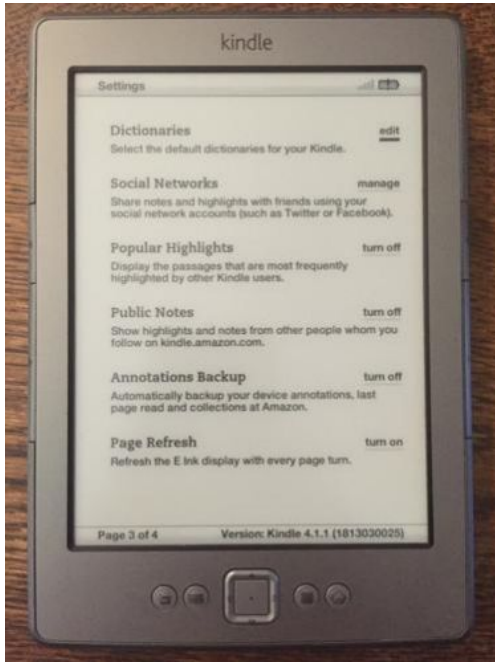 kindle
Settings
Dictionaries edit
Select the default dictionaries for your Kindle.
Social Networks manage
Share notes and highlights with friends using your
social network accounts (such as Twitter or Facebook).
Popular Highlights turn off
Display the passages that are most frequently
highlighted by other Kindle users.
Public Notes turn off
Show highlights and notes from other people whom you
follow on kindle.amazon.com.
Annotations Backup turn off
Automatically backup your device annotations, last
page read and collections at Amazon.
Page Refresh turn on
Refresh the E Ink display with every page turn.
Page 3 of 4 Version: Kindle 4.1.1 (1813030025)